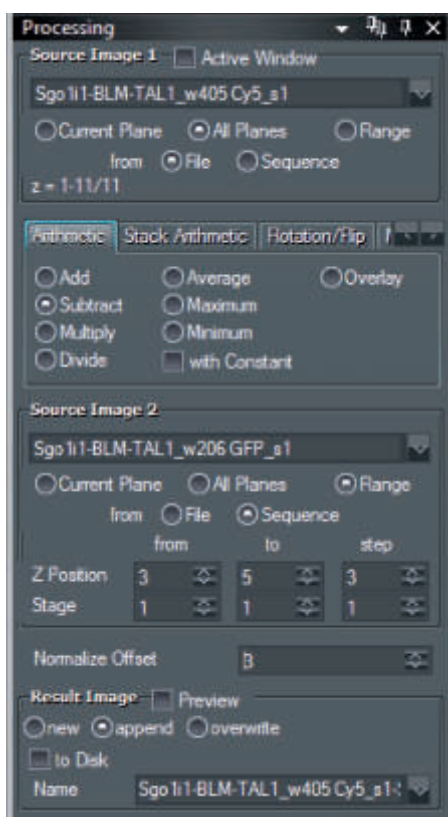 Processing
Source Image 1 Active Window
Sgo1i1-BLM-TAL1_w405 Cy5_s1
Current Plane All Planes Range
from File Sequence
z = 1-11/11
Arithmetic Stack Arithmetic Rotation/Flip
Add Average Overlay
Subtract Maximum
Multiply Minimum
Divide with Constant
Source Image 2
Sgo1i1-BLM-TAL1_w206 GFP_s1
Current Plane All Planes Range
from File Sequence
from to step
Z Position 3 5 3
Stage 1 1 1
Normalize Offset
Result Image Preview
new append overwrite
to Disk
Name Sgo1i1-BLM-TAL1_w405 Cy5_s1-